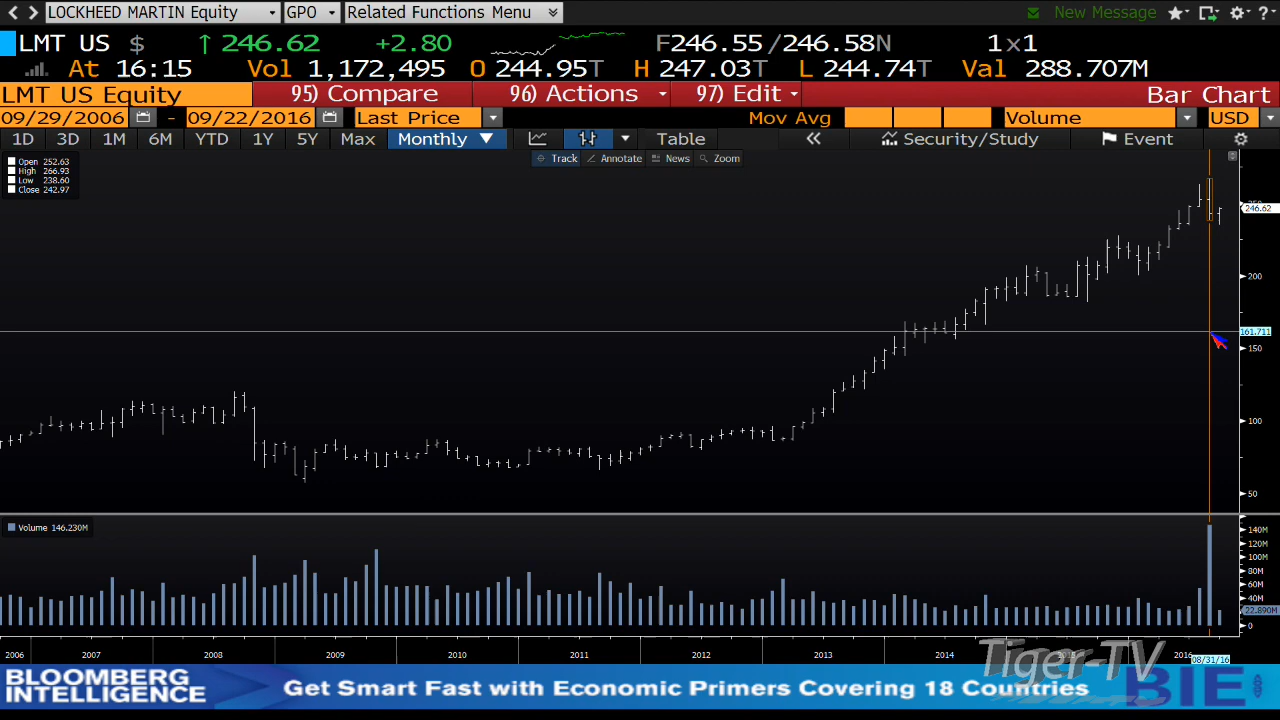 LOCKHEED MARTIN Equity GPO Related Functions Menu New Message ?
LMT US $ ↑ 246.62 +2.80 F246.55 /246.58N 1x1
At 16:15 Vol 1,172,495 O 244.95T H 247.03T L 244.74T Val 288.707M
LMT US Equity 95) Compare 96) Actions 97) Edit Bar Chart
09/29/2006 - 09/22/2016 Last Price Mov Avg Volume USD
1D 3D 1M 6M YTD 1Y 5Y Max Monthly ▼ Table « Security/Study Event
Track Annotate News Zoom
Open 252.63
High 266.93
Low 238.60
Close 242.97
246.62
200
161.711
150
100
50
Volume 146.230M
140M
120M
100M
80M
60M
40M
22.890M
0
2006 2007 2008 2009 2010 2011 2012 2013 2014 2015 2016
08/31/16
Tiger-TV
BLOOMBERG
INTELLIGENCE
Get Smart Fast with Economic Primers Covering 18 Countries
BIE